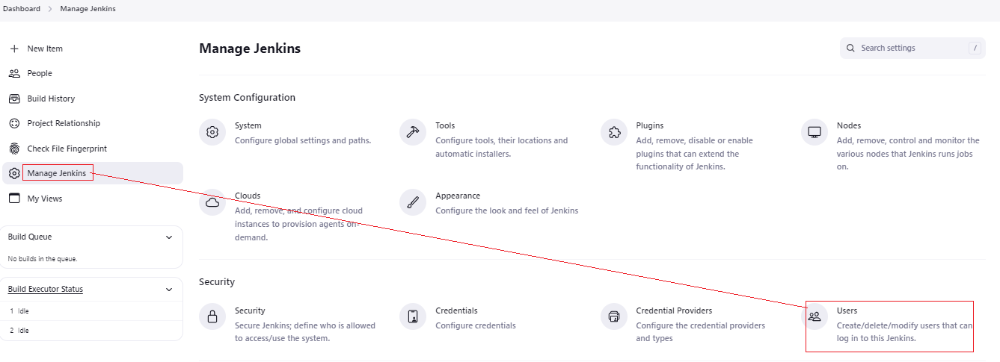 Dashboard > Manage Jenkins
New Item
People
Build History
Project Relationship
Check File Fingerprint
Manage Jenkins
My Views
Build Queue
No builds in the queue.
Build Executor Status
1 Idle
2 Idle
Manage Jenkins
Search settings /
System Configuration
System
Configure global settings and paths.
Tools
Configure tools, their locations and
automatic installers.
Plugins
Add, remove, disable or enable
plugins that can extend the
functionality of Jenkins.
Nodes
Add, remove, control and monitor the
various nodes that Jenkins runs jobs
on.
Clouds
Add, remove, and configure cloud
instances to provision agents on-
demand.
Appearance
Configure the look and feel of Jenkins
Security
Security
Secure Jenkins; define who is allowed
to access/use the system.
Credentials
Configure credentials
Credential Providers
Configure the credential providers
and types
Users
Create/delete/modify users that can
log in to this Jenkins.